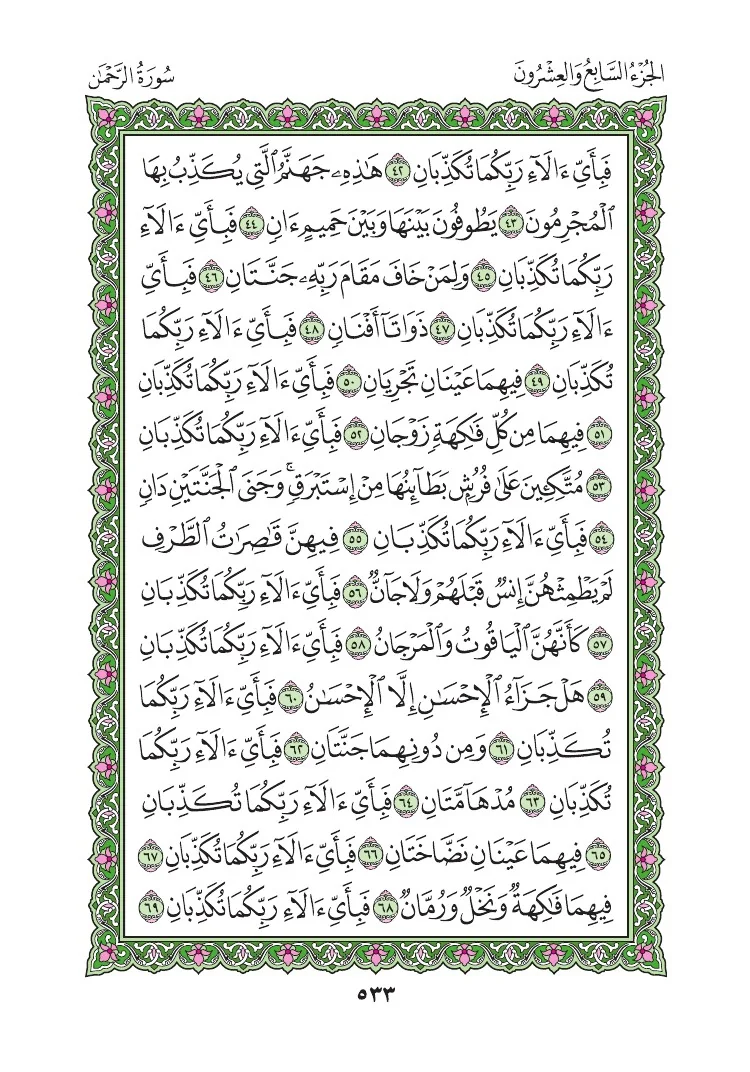 الجُزْءُ السَّابِعُ وَالعِشْرُونَ
سُورَةُ الرَّحْمَٰن
فَبِأَيِّ ءَالَآءِ رَبِّكُمَا تُكَذِّبَانِ ٤٢ هَٰذِهِۦ جَهَنَّمُ ٱلَّتِي يُكَذِّبُ بِهَا
ٱلْمُجْرِمُونَ ٤٣ يَطُوفُونَ بَيْنَهَا وَبَيْنَ حَمِيمٍ ءَانٍ ٤٤ فَبِأَيِّ ءَالَآءِ
رَبِّكُمَا تُكَذِّبَانِ ٤٥ وَلِمَنْ خَافَ مَقَامَ رَبِّهِۦ جَنَّتَانِ ٤٦ فَبِأَيِّ
ءَالَآءِ رَبِّكُمَا تُكَذِّبَانِ ٤٧ ذَوَاتَآ أَفْنَانٍ ٤٨ فَبِأَيِّ ءَالَآءِ رَبِّكُمَا
تُكَذِّبَانِ ٤٩ فِيهِمَا عَيْنَانِ تَجْرِيَانِ ٥٠ فَبِأَيِّ ءَالَآءِ رَبِّكُمَا تُكَذِّبَانِ
٥١ فِيهِمَا مِن كُلِّ فَٰكِهَةٍ زَوْجَانِ ٥٢ فَبِأَيِّ ءَالَآءِ رَبِّكُمَا تُكَذِّبَانِ
٥٣ مُتَّكِـِٔينَ عَلَىٰ فُرُشٍۭ بَطَآئِنُهَا مِنْ إِسْتَبْرَقٍۚ وَجَنَى ٱلْجَنَّتَيْنِ دَانٍ
٥٤ فَبِأَيِّ ءَالَآءِ رَبِّكُمَا تُكَذِّبَانِ ٥٥ فِيهِنَّ قَٰصِرَٰتُ ٱلطَّرْفِ
لَمْ يَطْمِثْهُنَّ إِنسٌ قَبْلَهُمْ وَلَا جَآنٌّ ٥٦ فَبِأَيِّ ءَالَآءِ رَبِّكُمَا تُكَذِّبَانِ
٥٧ كَأَنَّهُنَّ ٱلْيَاقُوتُ وَٱلْمَرْجَانُ ٥٨ فَبِأَيِّ ءَالَآءِ رَبِّكُمَا تُكَذِّبَانِ
٥٩ هَلْ جَزَآءُ ٱلْإِحْسَٰنِ إِلَّا ٱلْإِحْسَٰنُ ٦٠ فَبِأَيِّ ءَالَآءِ رَبِّكُمَا
تُكَذِّبَانِ ٦١ وَمِن دُونِهِمَا جَنَّتَانِ ٦٢ فَبِأَيِّ ءَالَآءِ رَبِّكُمَا
تُكَذِّبَانِ ٦٣ مُدْهَآمَّتَانِ ٦٤ فَبِأَيِّ ءَالَآءِ رَبِّكُمَا تُكَذِّبَانِ
٦٥ فِيهِمَا عَيْنَانِ نَضَّاخَتَانِ ٦٦ فَبِأَيِّ ءَالَآءِ رَبِّكُمَا تُكَذِّبَانِ ٦٧
فِيهِمَا فَٰكِهَةٌ وَنَخْلٌ وَرُمَّانٌ ٦٨ فَبِأَيِّ ءَالَآءِ رَبِّكُمَا تُكَذِّبَانِ ٦٩
٥٣٣